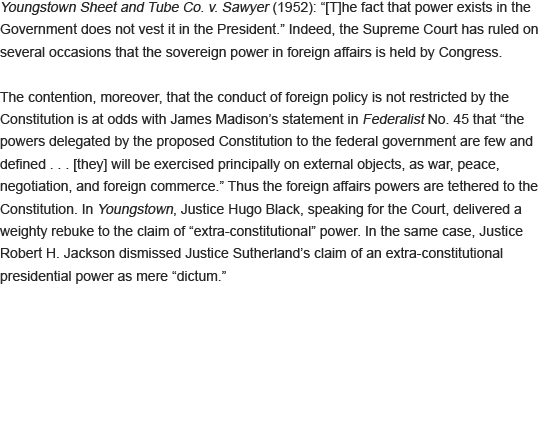 Youngstown Sheet and Tube Co. v. Sawyer (1952): “[T]he fact that power exists in the
Government does not vest it in the President.” Indeed, the Supreme Court has ruled on
several occasions that the sovereign power in foreign affairs is held by Congress.
The contention, moreover, that the conduct of foreign policy is not restricted by the
Constitution is at odds with James Madison’s statement in Federalist No. 45 that “the
powers delegated by the proposed Constitution to the federal government are few and
defined . . . [they] will be exercised principally on external objects, as war, peace,
negotiation, and foreign commerce.” Thus the foreign affairs powers are tethered to the
Constitution. In Youngstown, Justice Hugo Black, speaking for the Court, delivered a
weighty rebuke to the claim of “extra-constitutional” power. In the same case, Justice
Robert H. Jackson dismissed Justice Sutherland’s claim of an extra-constitutional
presidential power as mere “dictum.”